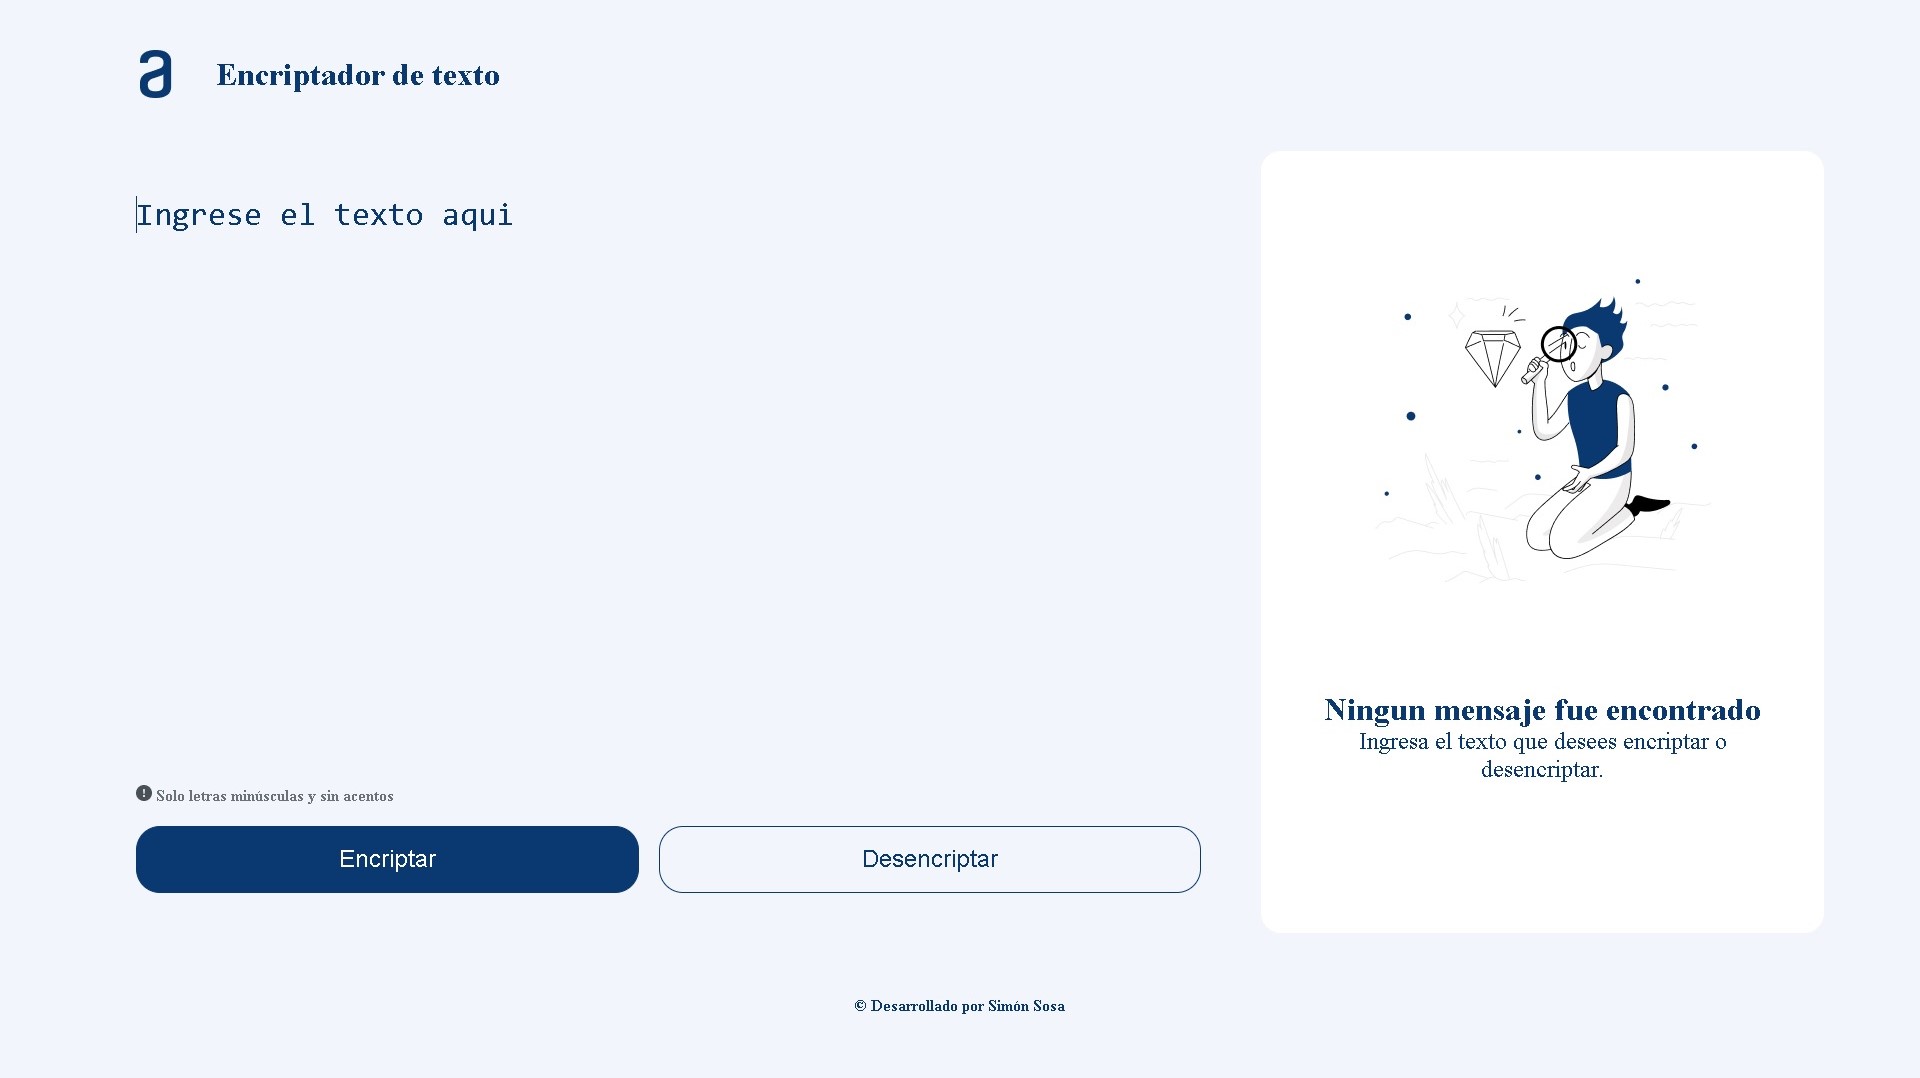 a
Encriptador de texto
Ingrese el texto aqui
Solo letras minúsculas y sin acentos
Encriptar
Desencriptar
Ningun mensaje fue encontrado
Ingresa el texto que desees encriptar o
desencriptar.
© Desarrollado por Simón Sosa